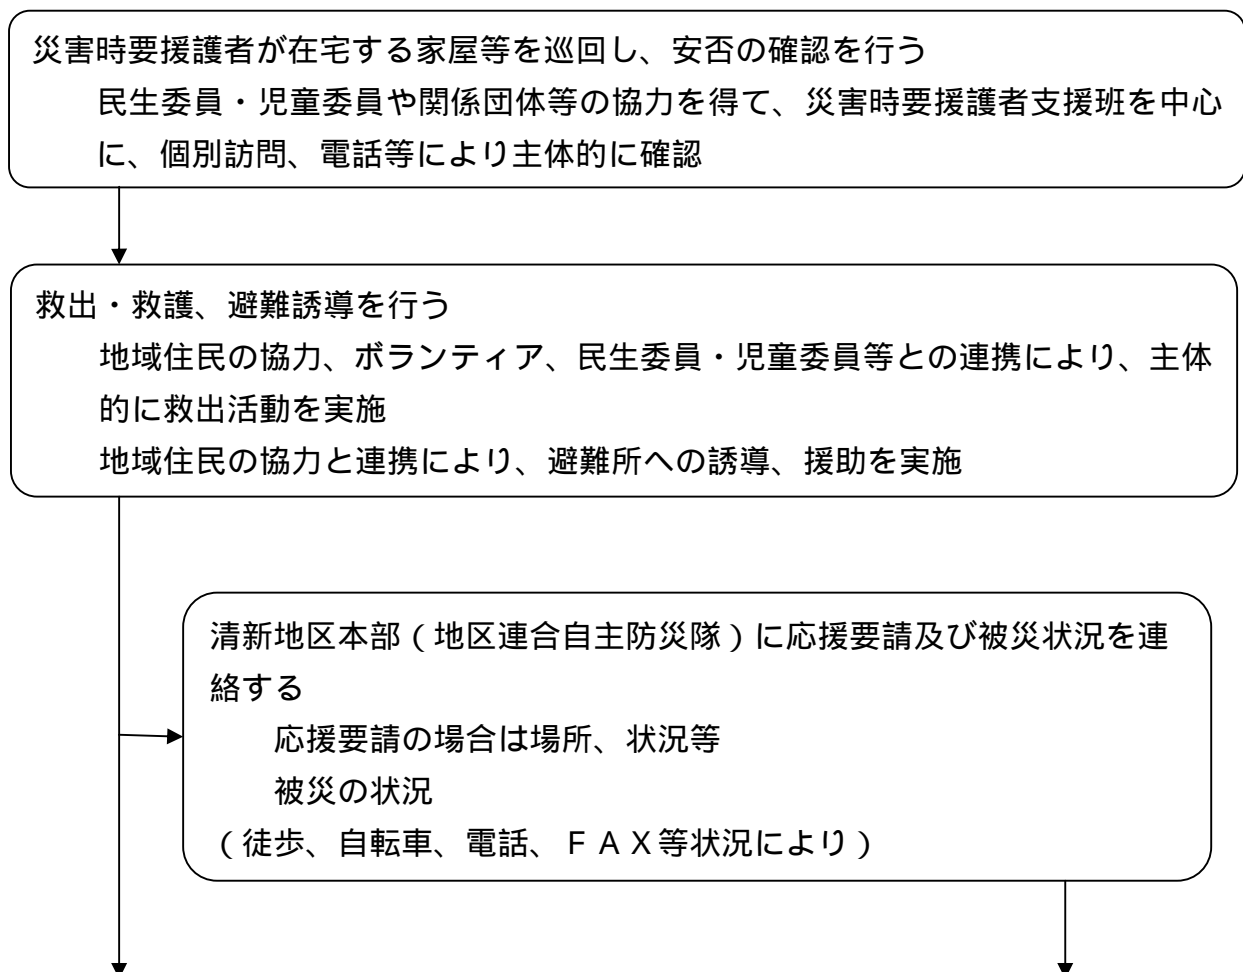 災害時要援護者が在宅する家屋等を巡回し、安否の確認を行う
民生委員・児童委員や関係団体等の協力を得て、災害時要援護者支援班を中心
に、個別訪問、電話等により主体的に確認
救出・救護、避難誘導を行う
地域住民の協力、ボランティア、民生委員・児童委員等との連携により、主体
的に救出活動を実施
地域住民の協力と連携により、避難所への誘導、援助を実施
清新地区本部（地区連合自主防災隊）に応援要請及び被災状況を連
絡する
応援要請の場合は場所、状況等
被災の状況
（徒歩、自転車、電話、ＦＡＸ等状況により）